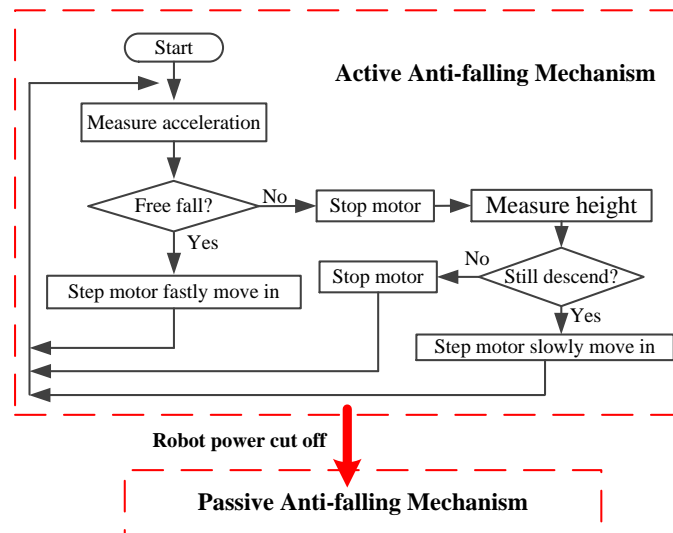 Start
Active Anti-falling Mechanism
Measure acceleration
Free fall?
No
Stop motor
Measure height
Yes
Step motor fastly move in
Stop motor
No
Still descend?
Yes
Step motor slowly move in
Robot power cut off
Passive Anti-falling Mechanism